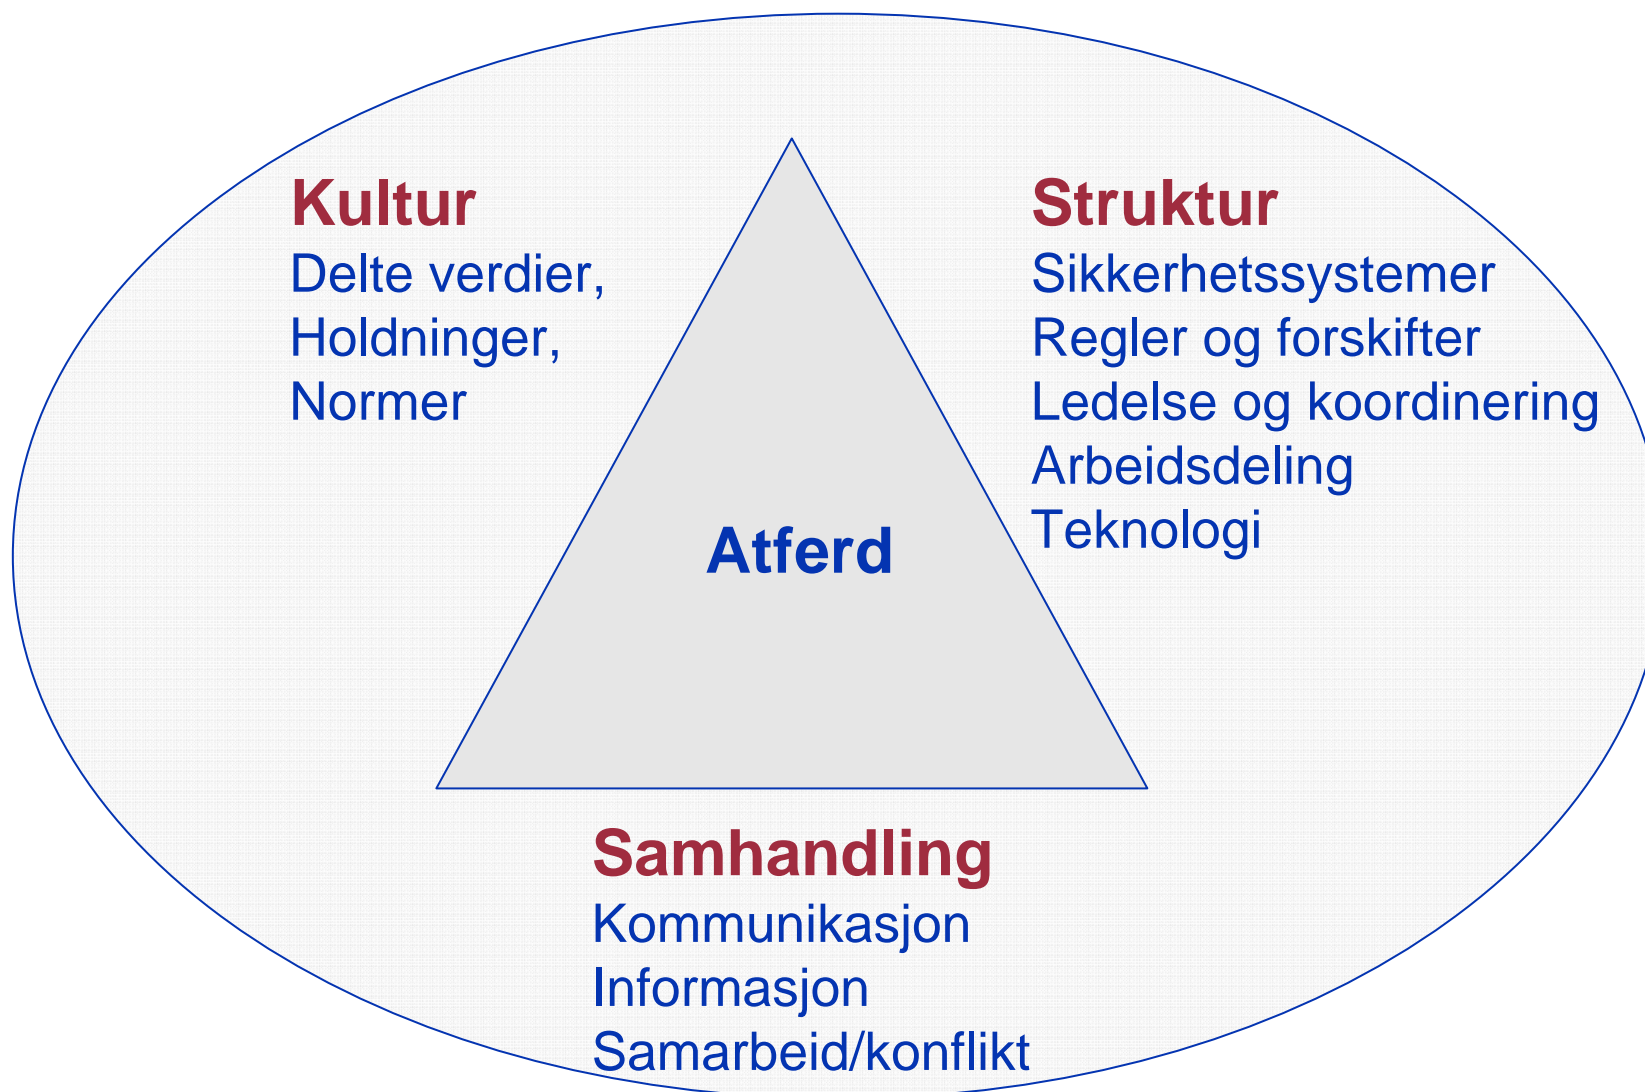 Kultur
Delte verdier,
Holdninger,
Normer
Struktur
Sikkerhetssystemer
Regler og forskifter
Ledelse og koordinering
Arbeidsdeling
Teknologi
Atferd
Samhandling
Kommunikasjon
Informasjon
Samarbeid/konflikt